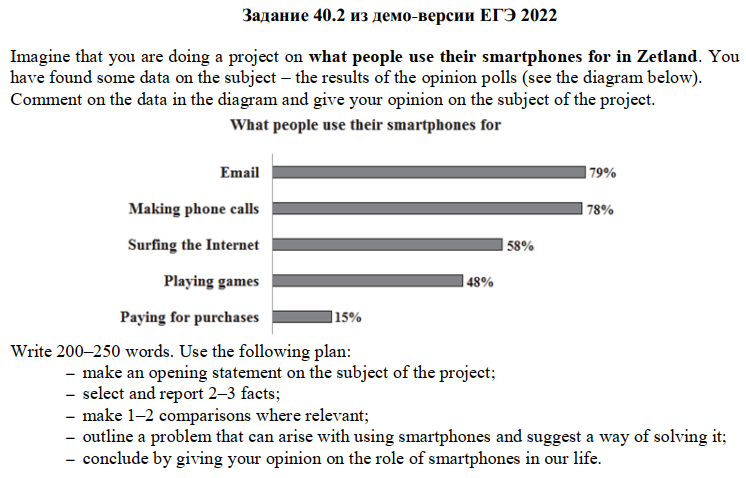 Задание 40.2 из демо-версии ЕГЭ 2022
Imagine that you are doing a project on what people use their smartphones for in Zetland. You
have found some data on the subject – the results of the opinion polls (see the diagram below).
Comment on the data in the diagram and give your opinion on the subject of the project.
What people use their smartphones for
Email 79%
Making phone calls 78%
Surfing the Internet 58%
Playing games 48%
Paying for purchases 15%
Write 200–250 words. Use the following plan:
– make an opening statement on the subject of the project;
– select and report 2–3 facts;
– make 1–2 comparisons where relevant;
– outline a problem that can arise with using smartphones and suggest a way of solving it;
– conclude by giving your opinion on the role of smartphones in our life.